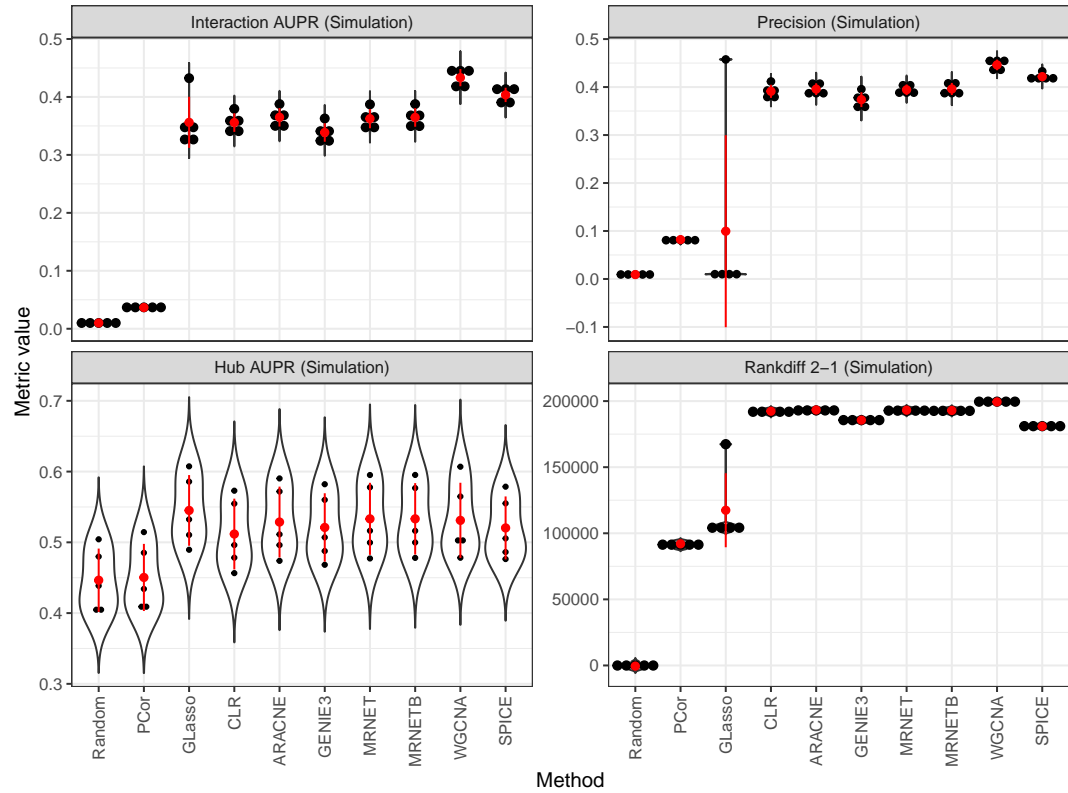 Interaction AUPR (Simulation)
Precision (Simulation)
0.5
0.4
0.3
0.2
0.1
0.0
0.5
0.4
0.3
0.2
0.1
0.0
−0.1
Hub AUPR (Simulation)
Rankdiff 2−1 (Simulation)
0.7
0.6
0.5
0.4
0.3
200000
150000
100000
50000
0
Metric value
Random
PCor
GLasso
CLR
ARACNE
GENIE3
MRNET
MRNETB
WGCNA
SPICE
Random
PCor
GLasso
CLR
ARACNE
GENIE3
MRNET
MRNETB
WGCNA
SPICE
Method